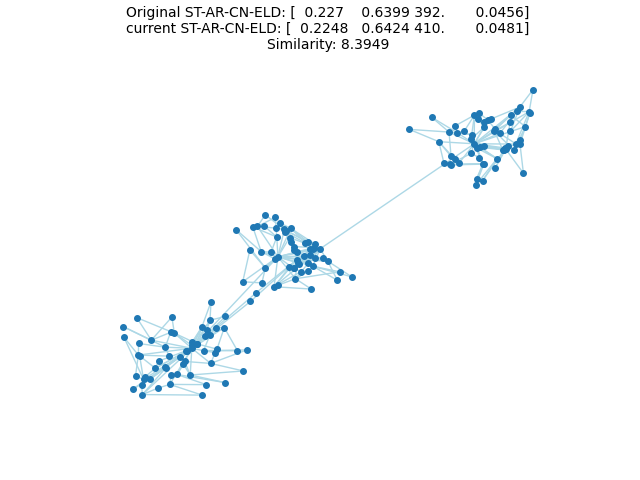 Original ST-AR-CN-ELD: [ 0.227 0.6399 392. 0.0456]
current ST-AR-CN-ELD: [ 0.2248 0.6424 410. 0.0481]
Similarity: 8.3949